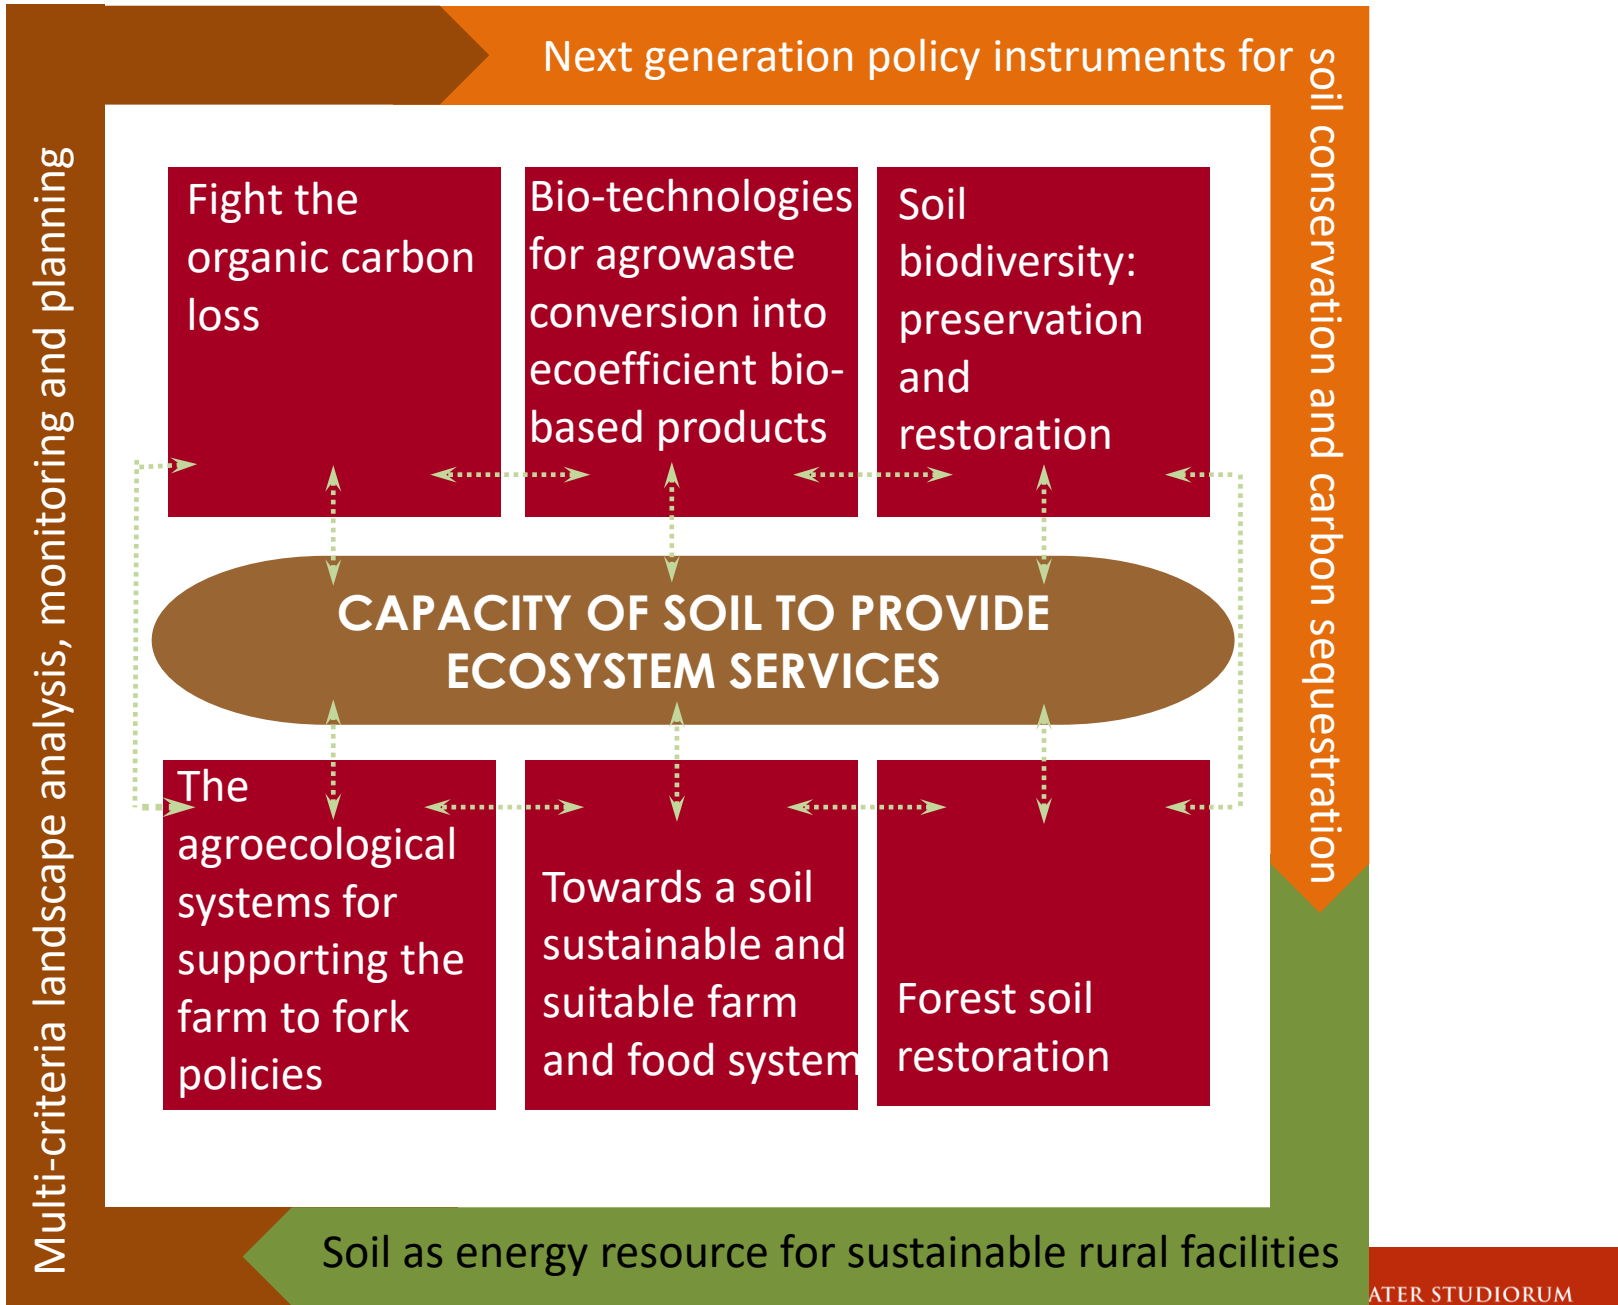 Next generation policy instruments for
soil conservation and carbon sequestration
Multi-criteria landscape analysis, monitoring and planning
Fight the
organic carbon
loss
Bio-technologies
for agrowaste
conversion into
ecoefficient bio-
based products
Soil
biodiversity:
preservation
and
restoration
CAPACITY OF SOIL TO PROVIDE
ECOSYSTEM SERVICES
The
agroecological
systems for
supporting the
farm to fork
policies
Towards a soil
sustainable and
suitable farm
and food system
Forest soil
restoration
Soil as energy resource for sustainable rural facilities
ATER STUDIORUM